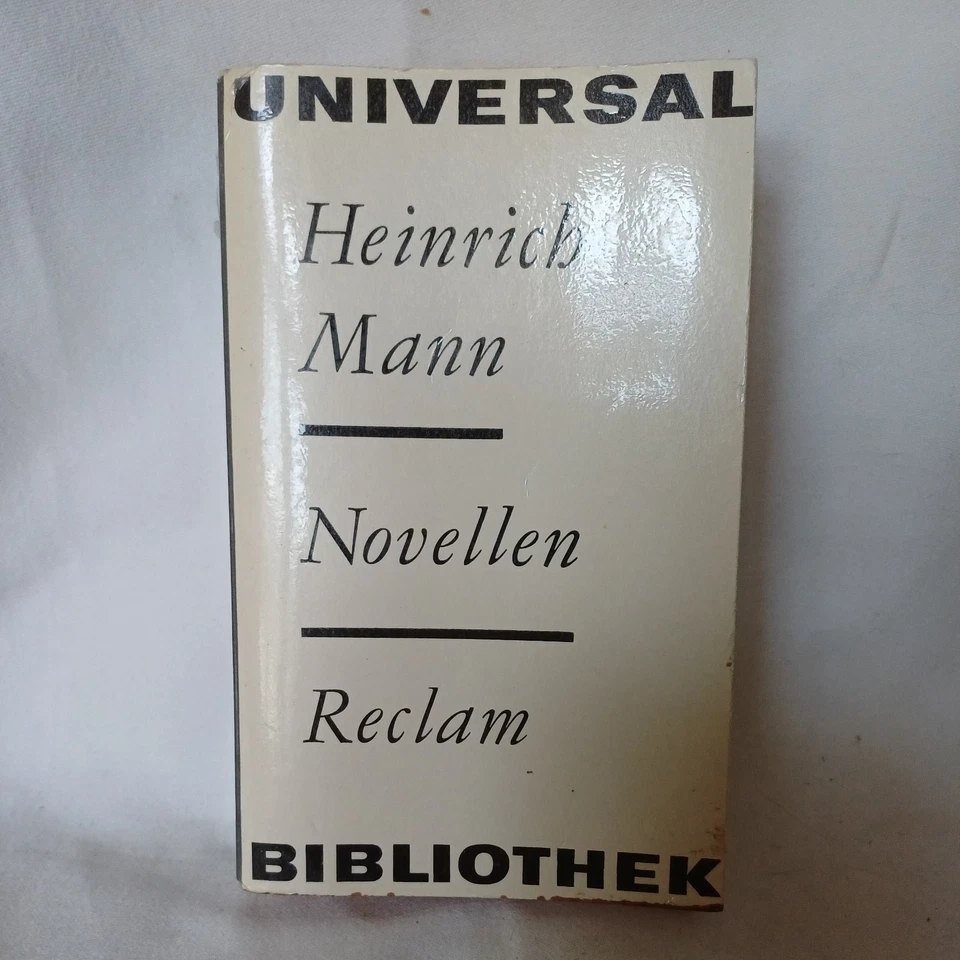 UNIVERSAL
Heinrich
Mann
Novellen
Reclam
BIBLIOTHEK